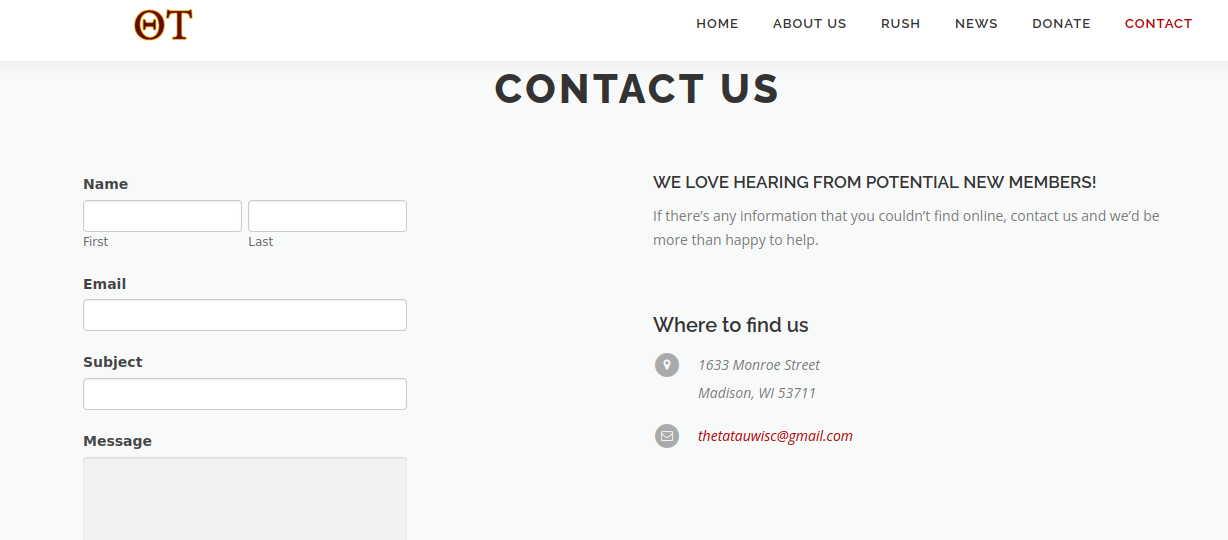 ΘΤ
HOME ABOUT US RUSH NEWS DONATE CONTACT
CONTACT US
Name
First Last
Email
Subject
Message
WE LOVE HEARING FROM POTENTIAL NEW MEMBERS!
If there’s any information that you couldn’t find online, contact us and we’d be
more than happy to help.
Where to find us
1633 Monroe Street
Madison, WI 53711
thetatauwisc@gmail.com